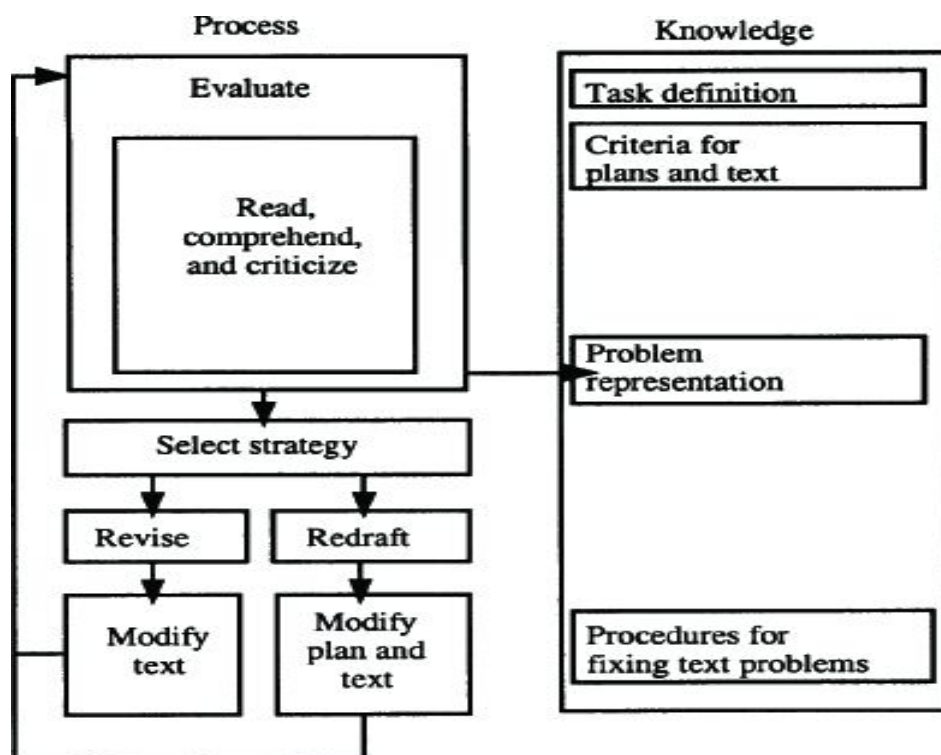 Process
Evaluate
Read,
comprehend,
and criticize
Select strategy
Revise
Redraft
Modify
text
Modify
plan and
text
Knowledge
Task definition
Criteria for
plans and text
Problem
representation
Procedures for
fixing text problems